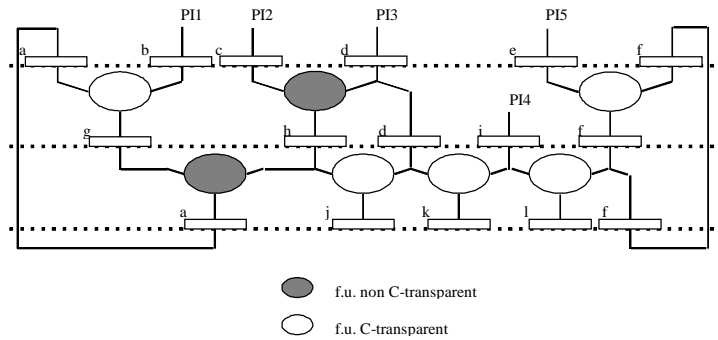 PI1 PI2 PI3 PI5
a b c d e f
PI4
g h d i f
a j k l f
f.u. non C-transparent
f.u. C-transparent